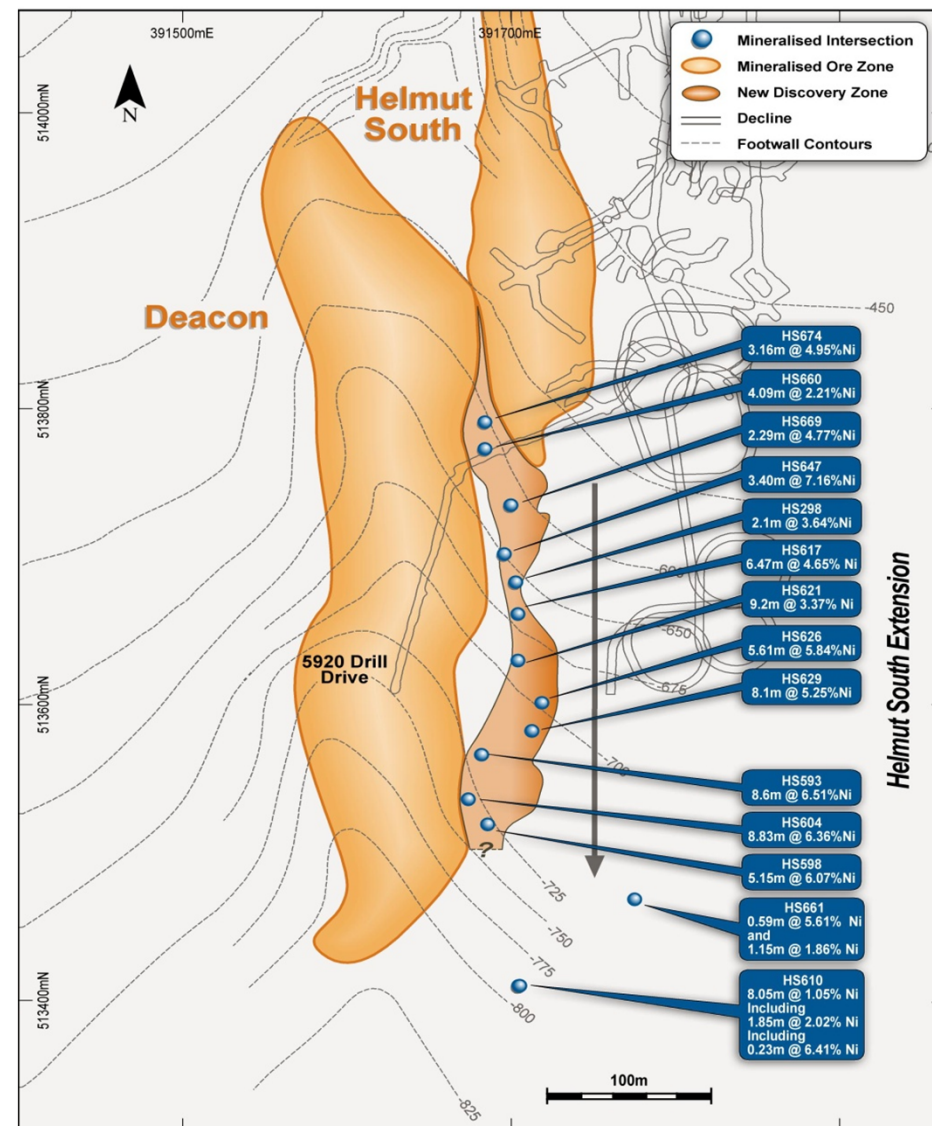 391500mE
391700mE
Mineralised Intersection
Mineralised Ore Zone
New Discovery Zone
Decline
Footwall Contours
N
514000mN
Helmut
South
Deacon
-450
HS674
3.16m @ 4.95%Ni
HS660
4.09m @ 2.21%Ni
513800mN
HS669
2.29m @ 4.77%Ni
HS647
3.40m @ 7.16%Ni
HS298
2.1m @ 3.64%Ni
HS617
6.47m @ 4.65% Ni
-650
HS621
9.2m @ 3.37% Ni
5920 Drill
Drive
-675
HS626
5.61m @ 5.84%Ni
Helmut South Extension
513600mN
HS629
8.1m @ 5.25%Ni
-700
HS593
8.6m @ 6.51%Ni
HS604
8.83m @ 6.36%Ni
?
HS598
5.15m @ 6.07%Ni
-725
HS661
0.59m @ 5.61% Ni
and
1.15m @ 1.86% Ni
-750
-775
HS610
8.05m @ 1.05% Ni
Including
1.85m @ 2.02% Ni
Including
0.23m @ 6.41% Ni
513400mN
-800
100m
-825